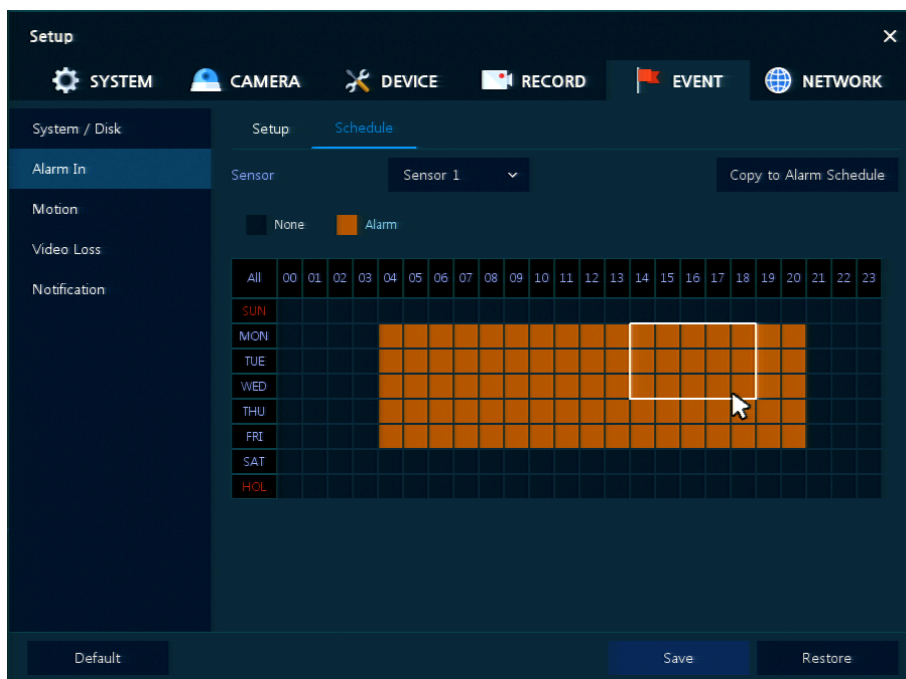 Setup
SYSTEM CAMERA DEVICE RECORD EVENT NETWORK
System / Disk
Alarm In
Motion
Video Loss
Notification
Setup Schedule
Sensor Sensor 1 Copy to Alarm Schedule
None Alarm
All 00 01 02 03 04 05 06 07 08 09 10 11 12 13 14 15 16 17 18 19 20 21 22 23
SUN
MON
TUE
WED
THU
FRI
SAT
HOL
Default Save Restore